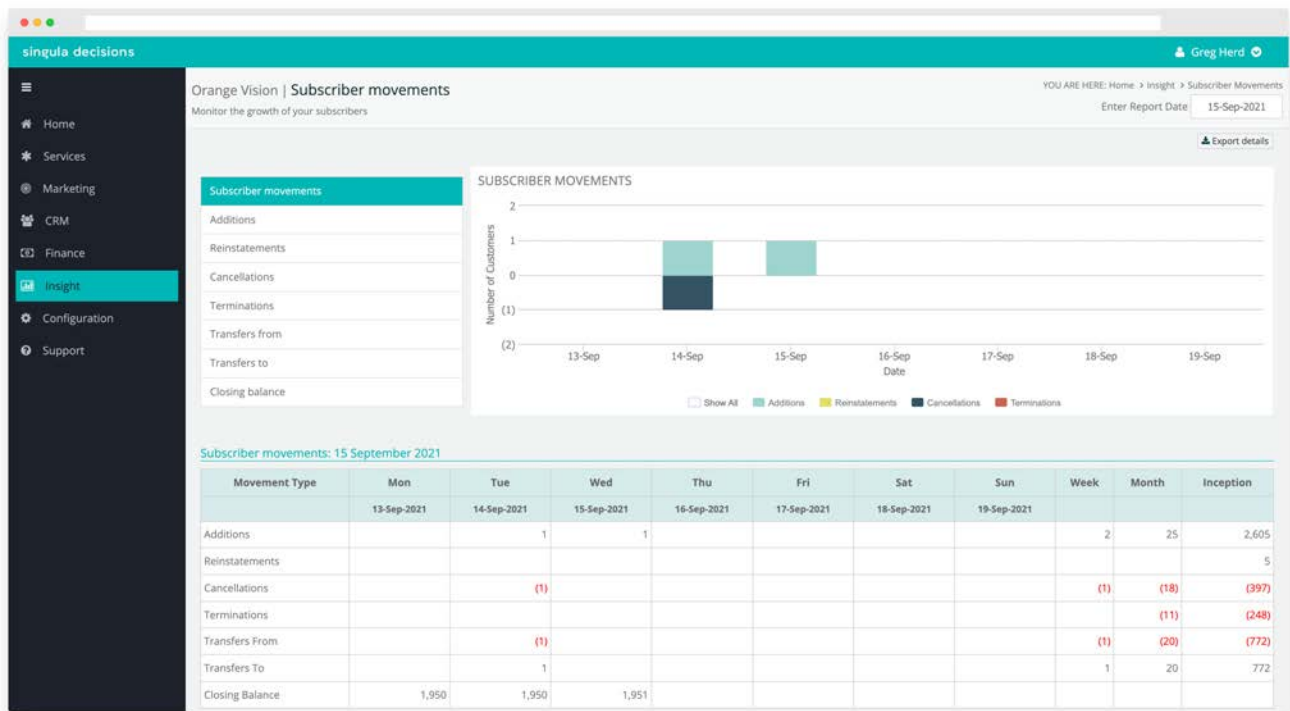 singula decisions
Greg Herd
Home
Services
Marketing
CRM
Finance
Insight
Configuration
Support
Orange Vision | Subscriber movements
Monitor the growth of your subscribers
YOU ARE HERE: Home > Insight > Subscriber Movements
Enter Report Date 15-Sep-2021
Export details
Subscriber movements
Additions
Reinstatements
Cancellations
Terminations
Transfers from
Transfers to
Closing balance
SUBSCRIBER MOVEMENTS
Number of Customers
2
1
0
(1)
(2)
13-Sep 14-Sep 15-Sep 16-Sep 17-Sep 18-Sep 19-Sep
Date
Show All Additions Reinstatements Cancellations Terminations
Subscriber movements: 15 September 2021
Movement Type Mon Tue Wed Thu Fri Sat Sun Week Month Inception
13-Sep-2021 14-Sep-2021 15-Sep-2021 16-Sep-2021 17-Sep-2021 18-Sep-2021 19-Sep-2021
Additions 1 1 2 25 2,605
Reinstatements 5
Cancellations (1) (1) (18) (397)
Terminations (11) (248)
Transfers From (1) (1) (20) (772)
Transfers To 1 1 20 772
Closing Balance 1,950 1,950 1,951